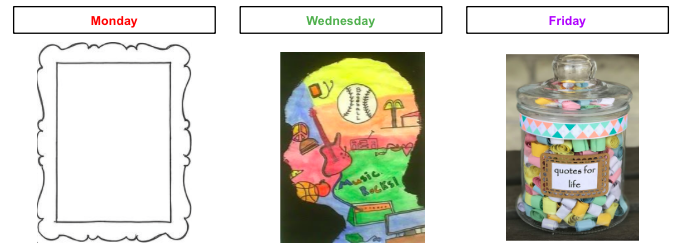 Monday
Wednesday
Friday
Music
Rocks!
quotes for
life